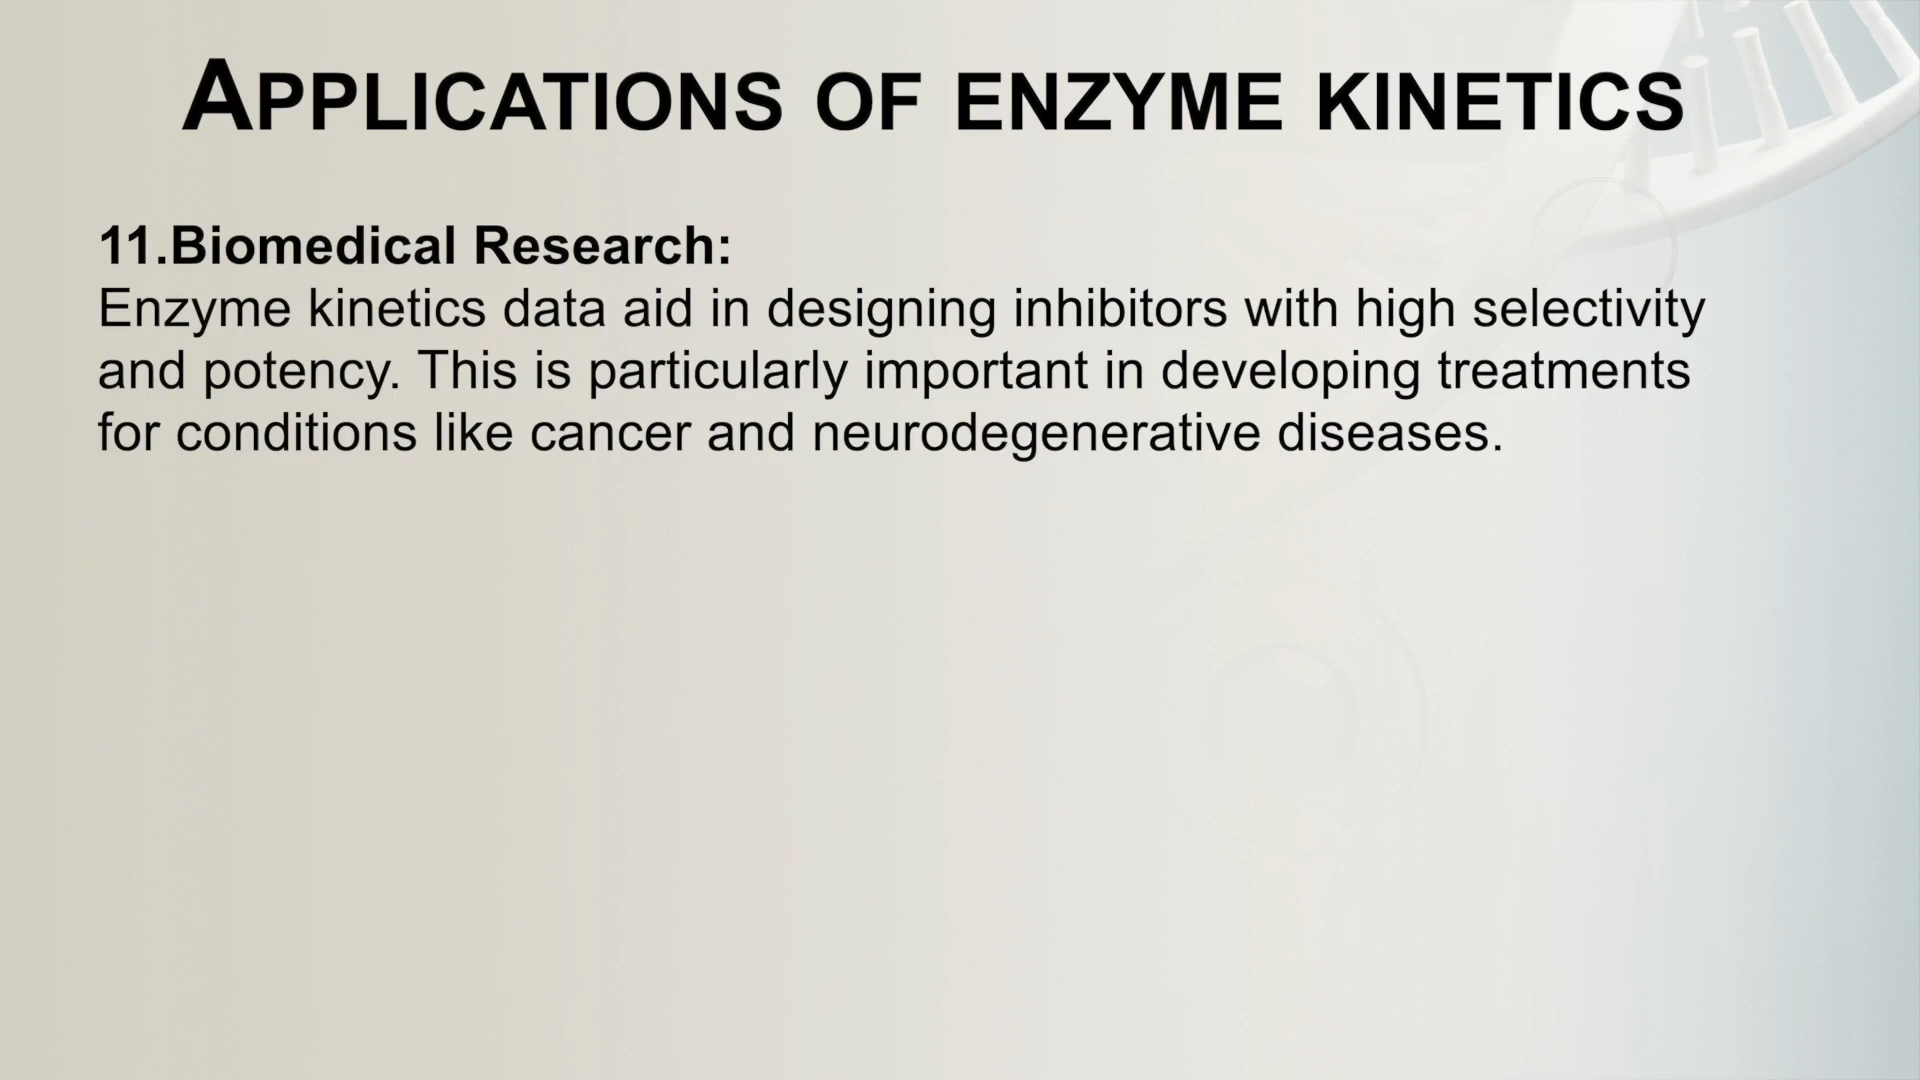 Applications of enzyme kinetics
11.Biomedical Research:
Enzyme kinetics data aid in designing inhibitors with high selectivity
and potency. This is particularly important in developing treatments
for conditions like cancer and neurodegenerative diseases.